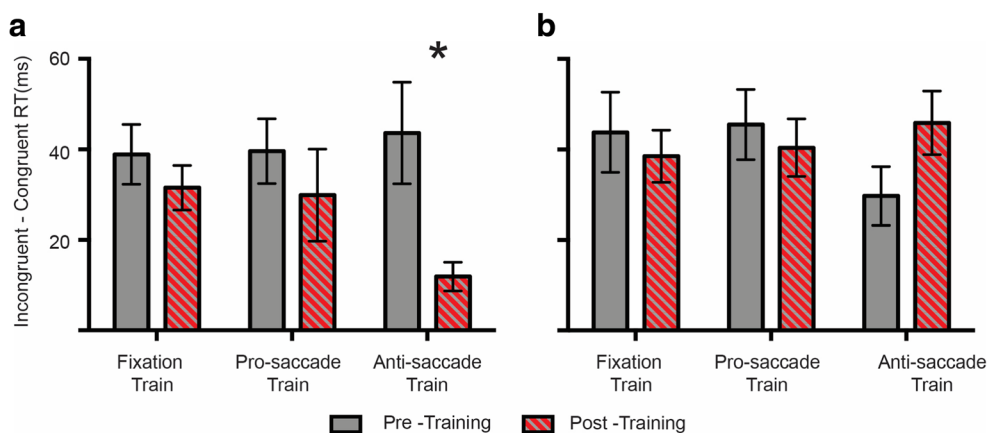 a
b
Incongruent - Congruent RT(ms)
60
40
20
*
Fixation
Train
Pro-saccade
Train
Anti-saccade
Train
Fixation
Train
Pro-saccade
Train
Anti-saccade
Train
Pre -Training
Post -Training